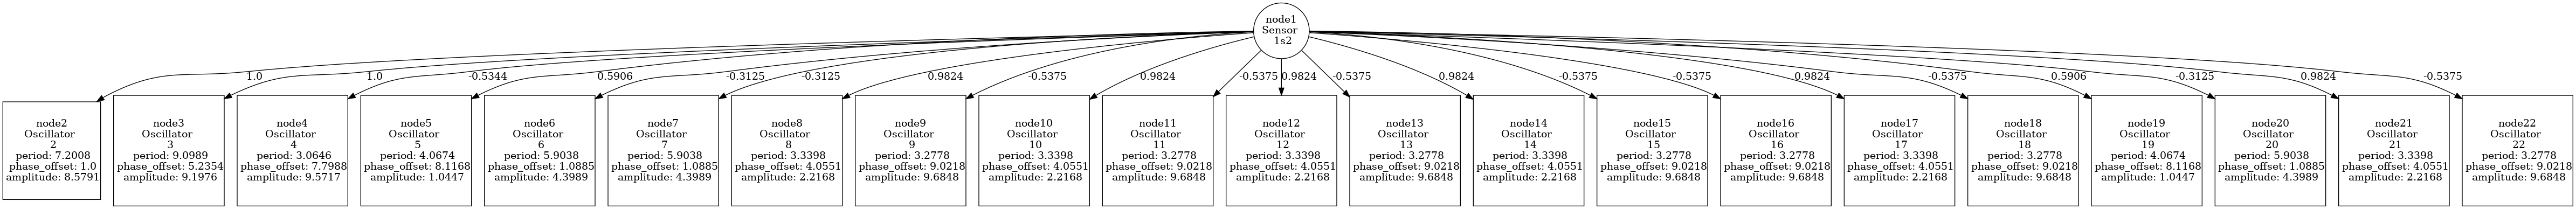 node1
Sensor
1s2
1.0
1.0
-0.5344
0.5906
-0.3125
-0.3125
0.9824
-0.5375
0.9824
-0.5375
0.9824
-0.5375
0.9824
-0.5375
-0.5375
0.9824
-0.5375
0.5906
-0.3125
0.9824
-0.5375
node2
Oscillator
2
period: 7.2008
phase_offset: 1.0
amplitude: 8.5791
node3
Oscillator
3
period: 9.0989
phase_offset: 5.2354
amplitude: 9.1976
node4
Oscillator
4
period: 3.0646
phase_offset: 7.7988
amplitude: 9.5717
node5
Oscillator
5
period: 4.0674
phase_offset: 8.1168
amplitude: 1.0447
node6
Oscillator
6
period: 5.9038
phase_offset: 1.0885
amplitude: 4.3989
node7
Oscillator
7
period: 5.9038
phase_offset: 1.0885
amplitude: 4.3989
node8
Oscillator
8
period: 3.3398
phase_offset: 4.0551
amplitude: 2.2168
node9
Oscillator
9
period: 3.2778
phase_offset: 9.0218
amplitude: 9.6848
node10
Oscillator
10
period: 3.3398
phase_offset: 4.0551
amplitude: 2.2168
node11
Oscillator
11
period: 3.2778
phase_offset: 9.0218
amplitude: 9.6848
node12
Oscillator
12
period: 3.3398
phase_offset: 4.0551
amplitude: 2.2168
node13
Oscillator
13
period: 3.2778
phase_offset: 9.0218
amplitude: 9.6848
node14
Oscillator
14
period: 3.3398
phase_offset: 4.0551
amplitude: 2.2168
node15
Oscillator
15
period: 3.2778
phase_offset: 9.0218
amplitude: 9.6848
node16
Oscillator
16
period: 3.2778
phase_offset: 9.0218
amplitude: 9.6848
node17
Oscillator
17
period: 3.3398
phase_offset: 4.0551
amplitude: 2.2168
node18
Oscillator
18
period: 3.2778
phase_offset: 9.0218
amplitude: 9.6848
node19
Oscillator
19
period: 4.0674
phase_offset: 8.1168
amplitude: 1.0447
node20
Oscillator
20
period: 5.9038
phase_offset: 1.0885
amplitude: 4.3989
node21
Oscillator
21
period: 3.3398
phase_offset: 4.0551
amplitude: 2.2168
node22
Oscillator
22
period: 3.2778
phase_offset: 9.0218
amplitude: 9.6848